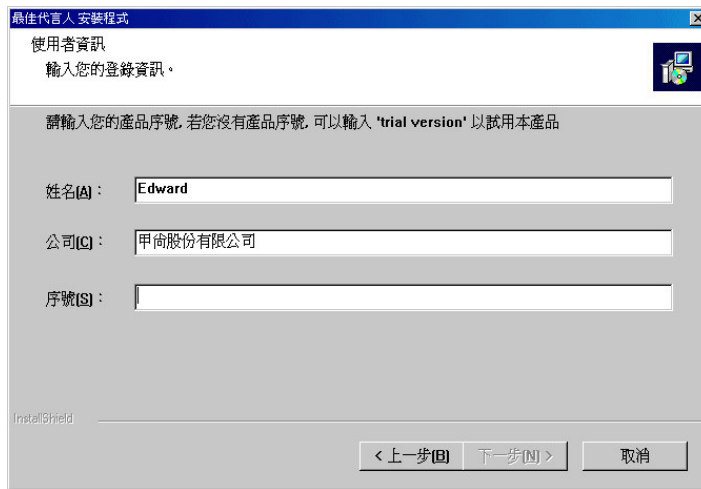 最佳代言人 安裝程式
使用者資訊
輸入您的登錄資訊。
請輸入您的產品序號, 若您沒有產品序號, 可以輸入 'trial version' 以試用本產品
姓名(A)： Edward
公司(C)： 甲尚股份有限公司
序號(S)：
InstallShield
< 上一步(B) 下一步(N) > 取消